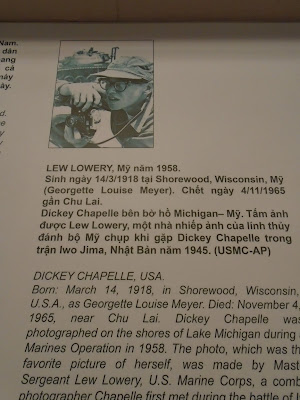 Nam.
dân
ang
cả
này
ây.
d.
e
y
y
LEW LOWERY, Mỹ năm 1958.
Sinh ngày 14/3/1918 tại Shorewood, Wisconsin, Mỹ
(Georgette Louise Meyer). Chết ngày 4/11/1965
gần Chu Lai.
Dickey Chapelle bên bờ hồ Michigan– Mỹ. Tấm ảnh
được Lew Lowery, một nhà nhiếp ảnh của lính thủy
đánh bộ Mỹ chụp khi gặp Dickey Chapelle trong
trận Iwo Jima, Nhật Bản năm 1945. (USMC-AP)
DICKEY CHAPELLE, USA.
Born: March 14, 1918, in Shorewood, Wisconsin,
U.S.A., as Georgette Louise Meyer. Died: November 4,
1965, near Chu Lai. Dickey Chapelle was
photographed on the shores of Lake Michigan during a
Marines Operation in 1958. The photo, which was the
favorite picture of herself, was made by Mast
Sergeant Lew Lowery, U.S. Marine Corps, a comb
photographer Chapelle first met during the battle of I